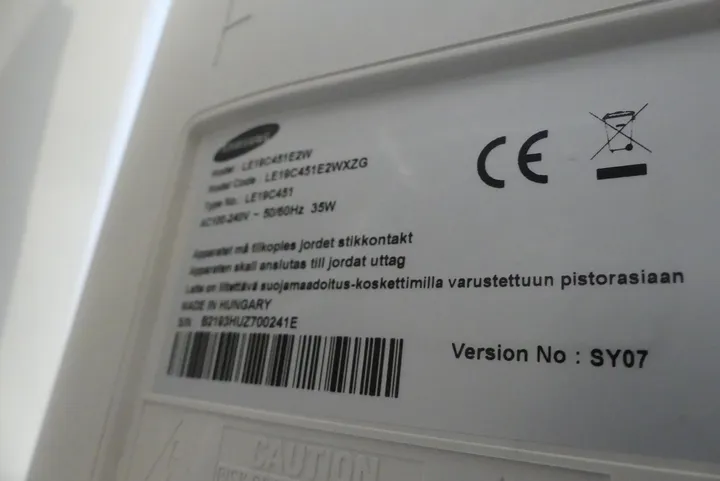 SAMSUNG
Model : LE19C451E2W
Model Code : LE19C451E2WXZG
Type No. : LE19C451
AC100-240V ~ 50/60Hz 35W
Apparatet må tilkoples jordet stikkontakt
Apparaten skall anslutas till jordat uttag
Laite on liitettävä suojamaadoitus-koskettimilla varustettuun pistorasiaan
MADE IN HUNGARY
S/N: B2193HUZ700241E
Version No : SY07
CE
CAUTION